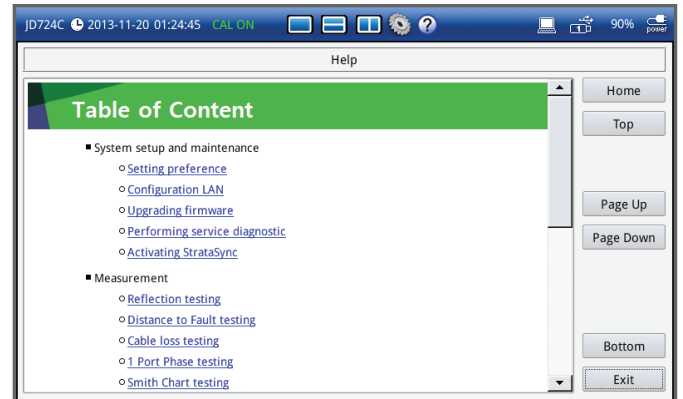 JD724C 2013-11-20 01:24:45 CAL ON ? 1 90% power
Help
Table of Content
System setup and maintenance
Setting preference
Configuration LAN
Upgrading firmware
Performing service diagnostic
Activating StrataSync
Measurement
Reflection testing
Distance to Fault testing
Cable loss testing
1 Port Phase testing
Smith Chart testing
Home
Top
Page Up
Page Down
Bottom
Exit